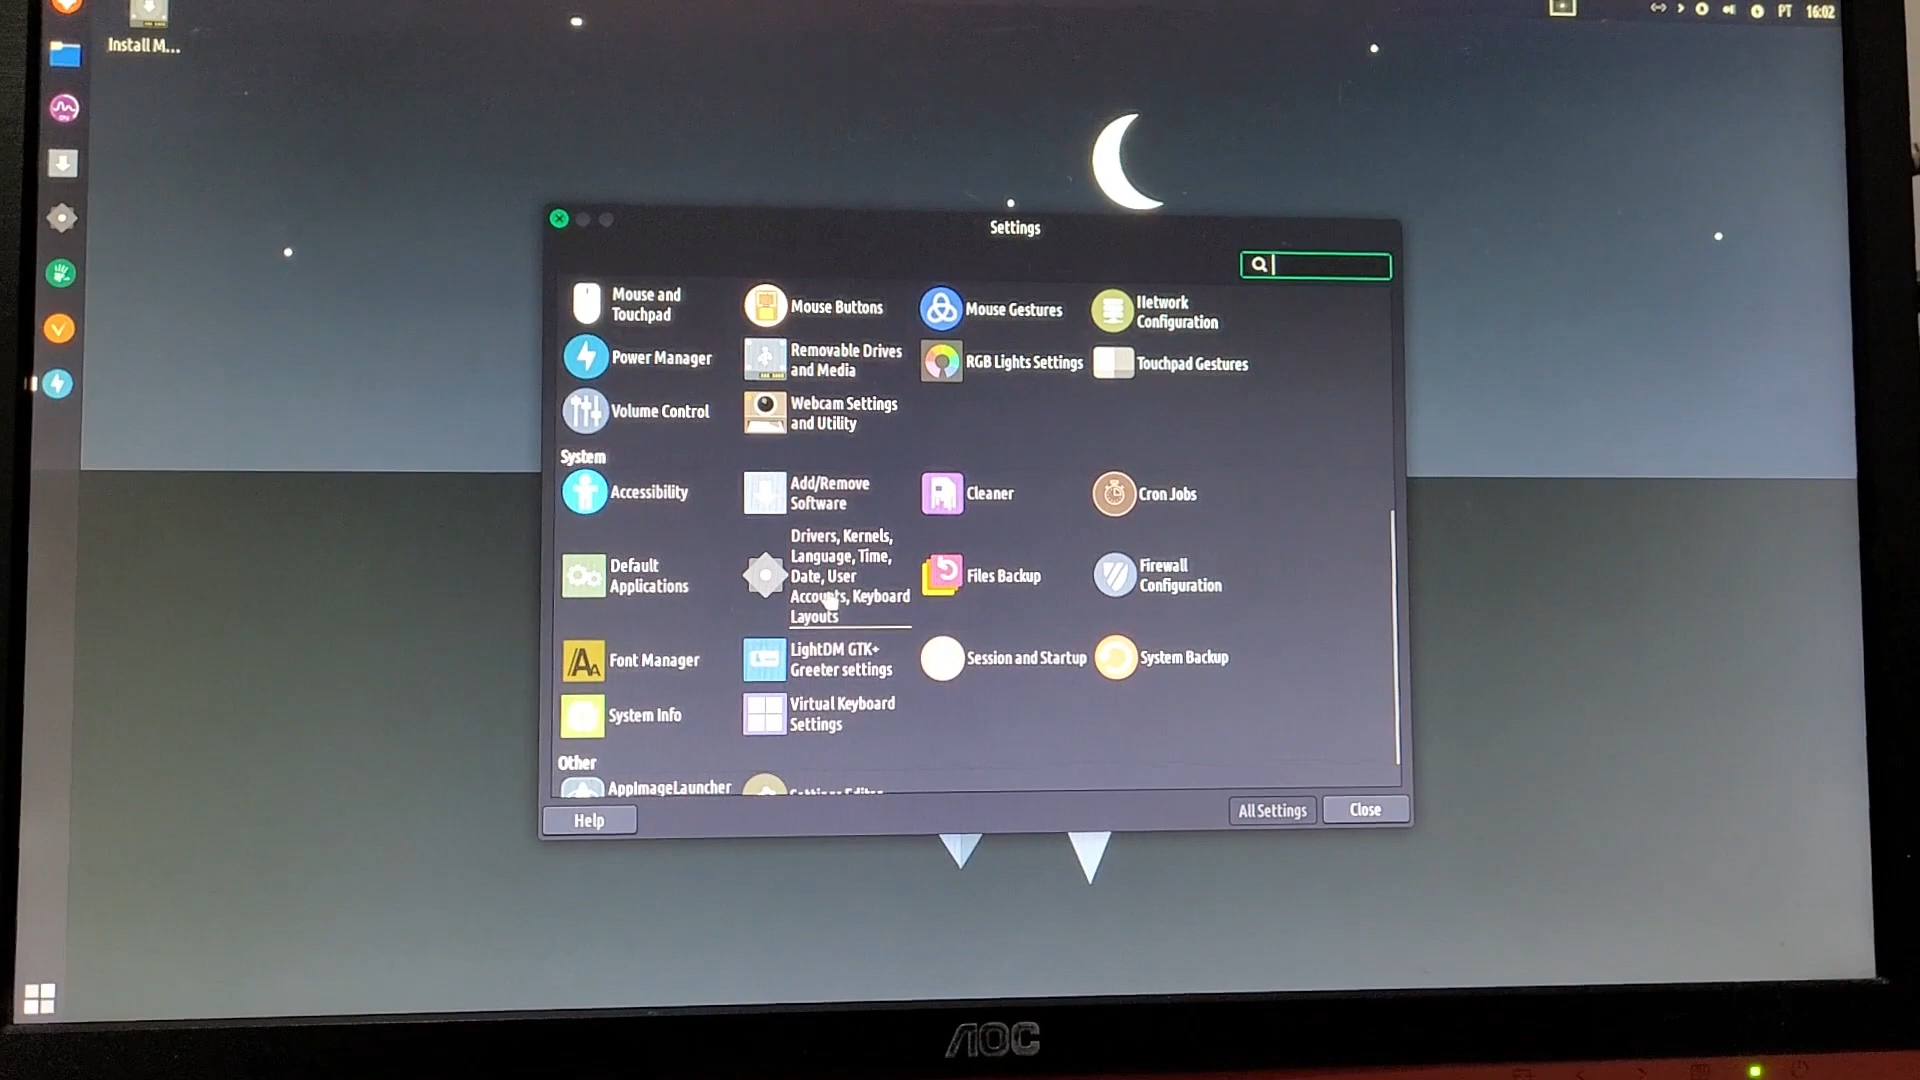 Install M...
PT 16:02
Settings
Mouse and
Touchpad
Mouse Buttons
Mouse Gestures
Network
Configuration
Power Manager
Removable Drives
and Media
RGB Lights Settings
Touchpad Gestures
Volume Control
Webcam Settings
and Utility
System
Accessibility
Add/Remove
Software
Cleaner
Cron Jobs
Default
Applications
Drivers, Kernels,
Language, Time,
Date, User
Accounts, Keyboard
Layouts
Files Backup
Firewall
Configuration
Font Manager
LightDM GTK+
Greeter settings
Session and Startup
System Backup
System Info
Virtual Keyboard
Settings
Other
AppImageLauncher
Settings Editor
Help
All Settings
Close
AOC